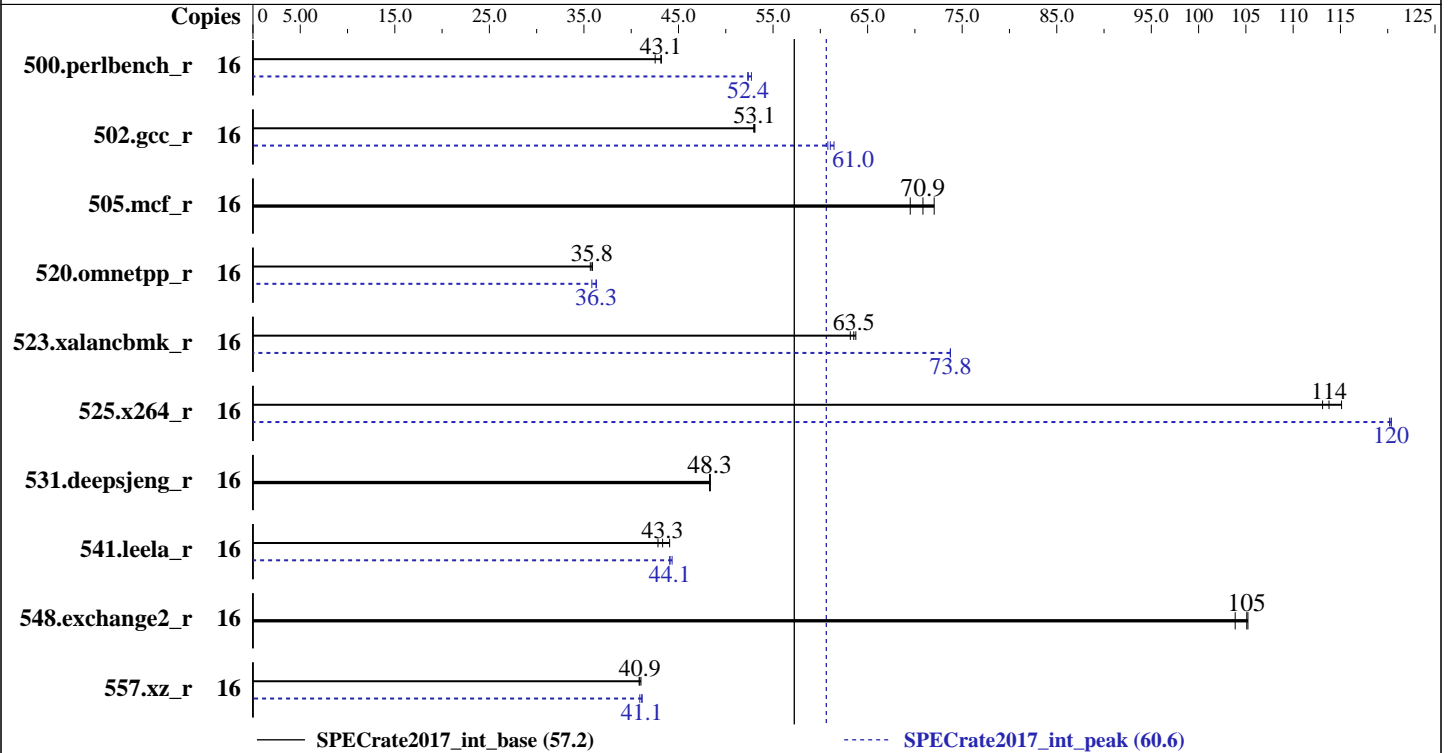 Copies 0 5.00 15.0 25.0 35.0 45.0 55.0 65.0 75.0 85.0 95.0 100 105 110 115 125
43.1
500.perlbench_r 16
52.4
53.1
502.gcc_r 16
61.0
70.9
505.mcf_r 16
35.8
520.omnetpp_r 16
36.3
63.5
523.xalancbmk_r 16
73.8
114
525.x264_r 16
120
48.3
531.deepsjeng_r 16
43.3
541.leela_r 16
44.1
105
548.exchange2_r 16
40.9
557.xz_r 16
41.1
SPECrate2017_int_base (57.2) SPECrate2017_int_peak (60.6)